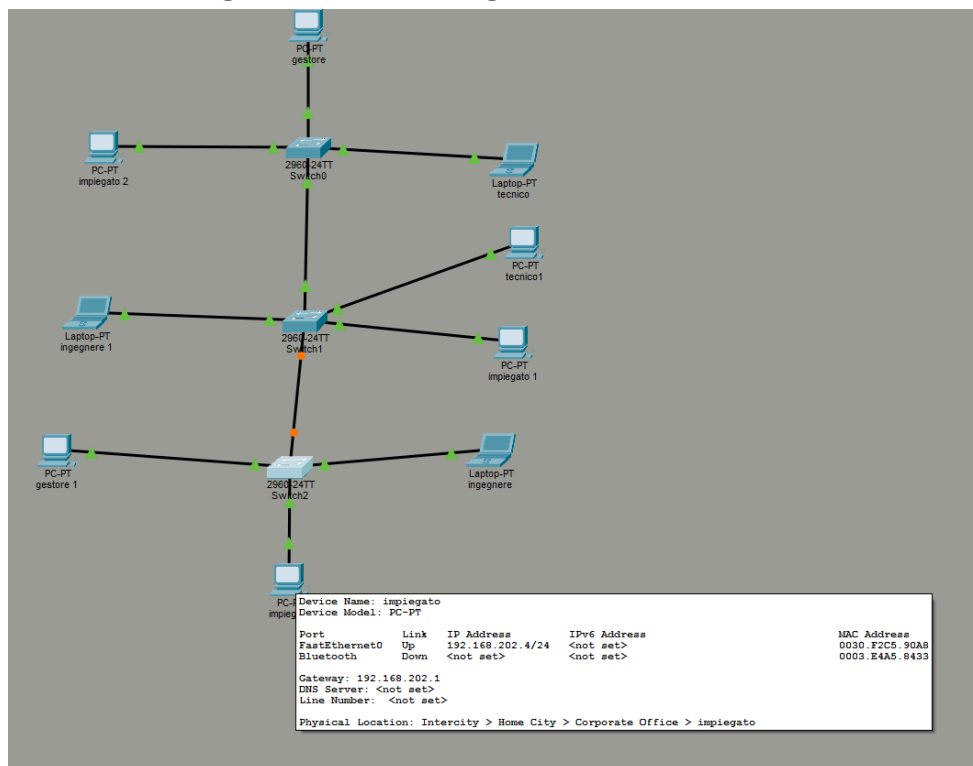 PC-PT
gestore
PC-PT
impiegato 2
2960-24TT
Switch0
Laptop-PT
tecnico
PC-PT
tecnico1
Laptop-PT
ingegnere 1
2960-24TT
Switch1
PC-PT
impiegato 1
PC-PT
gestore 1
2960-24TT
Switch2
Laptop-PT
ingegnere
Device Name: impiegato
Device Model: PC-PT
Port Link IP Address IPv6 Address MAC Address
FastEthernet0 Up 192.168.202.4/24 <not set> 0030.F2C5.90A8
Bluetooth Down <not set> <not set> 0003.E4A5.8433
Gateway: 192.168.202.1
DNS Server: <not set>
Line Number: <not set>
Physical Location: Intercity > Home City > Corporate Office > impiegato